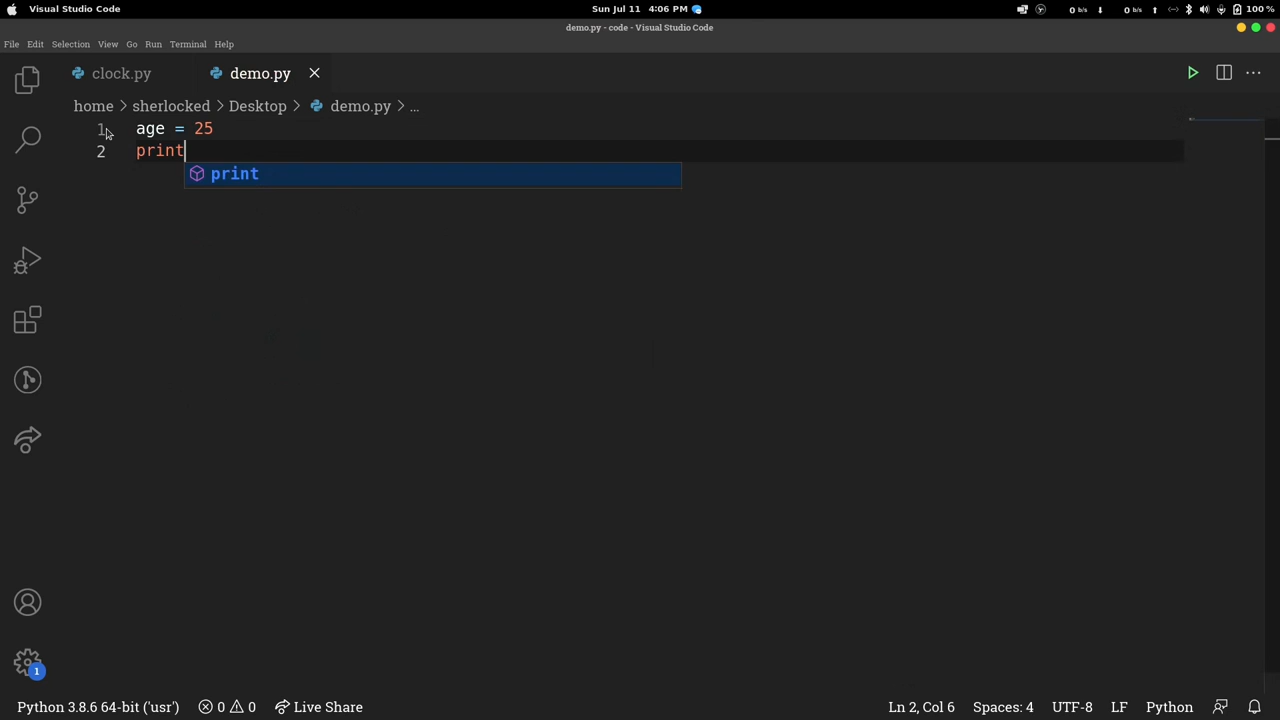 Visual Studio Code
Sun Jul 11 4:06 PM
0 b/s 0 b/s 100 %
demo.py - code - Visual Studio Code
File Edit Selection View Go Run Terminal Help
clock.py demo.py
home > sherlocked > Desktop > demo.py > ...
1 age = 25
2 print
print
1
Python 3.8.6 64-bit ('usr') 0 0 Live Share Ln 2, Col 6 Spaces: 4 UTF-8 LF Python